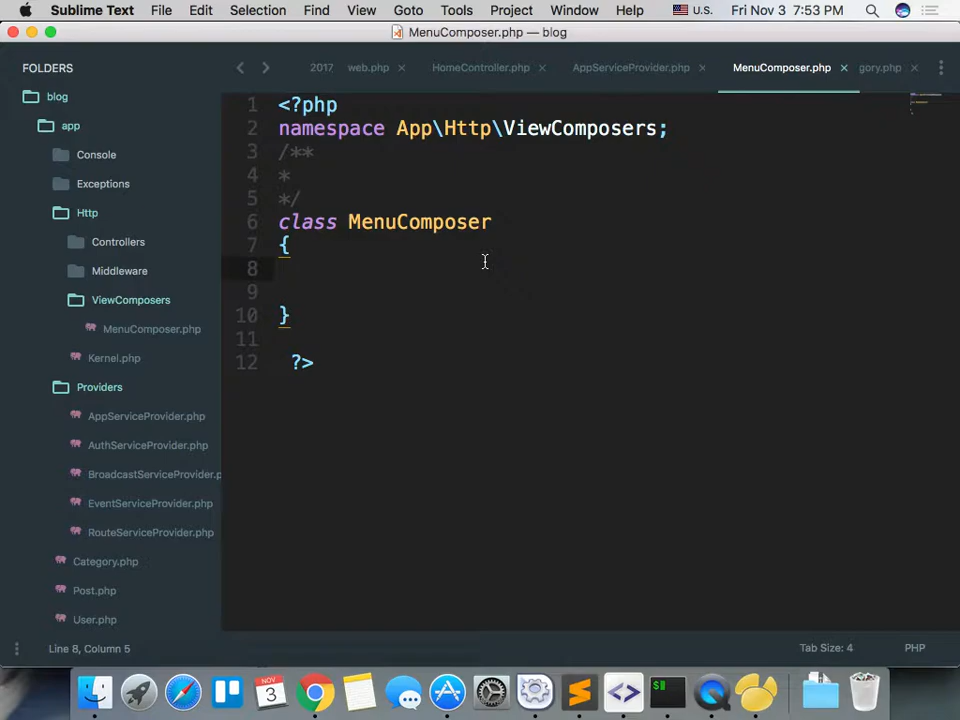 Sublime Text File Edit Selection Find View Goto Tools Project Window Help U.S. Fri Nov 3 7:53 PM
MenuComposer.php — blog
FOLDERS
blog
app
Console
Exceptions
Http
Controllers
Middleware
ViewComposers
MenuComposer.php
Kernel.php
Providers
AppServiceProvider.php
AuthServiceProvider.php
BroadcastServiceProvider.p
EventServiceProvider.php
RouteServiceProvider.php
Category.php
Post.php
User.php
2017 web.php HomeController.php AppServiceProvider.php MenuComposer.php gory.php
1 <?php
2 namespace App\Http\ViewComposers;
3 /**
4 *
5 */
6 class MenuComposer
7 {
8
9
10 }
11
12 ?>
Line 8, Column 5 Tab Size: 4 PHP
NOV
3
$